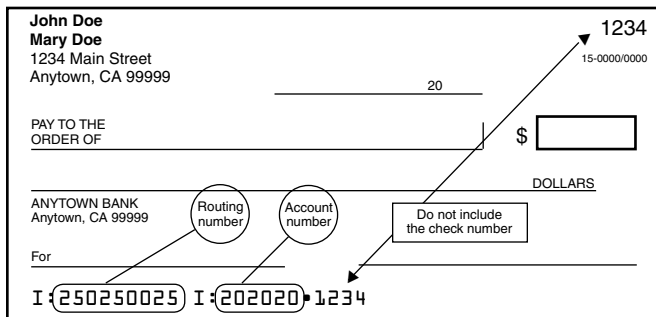 John Doe
Mary Doe
1234 Main Street
Anytown, CA 99999
1234
15-0000/0000
20
PAY TO THE
ORDER OF
$
DOLLARS
ANYTOWN BANK
Anytown, CA 99999
Routing
number
Account
number
Do not include
the check number
For
I:250250025 I:202020•1234